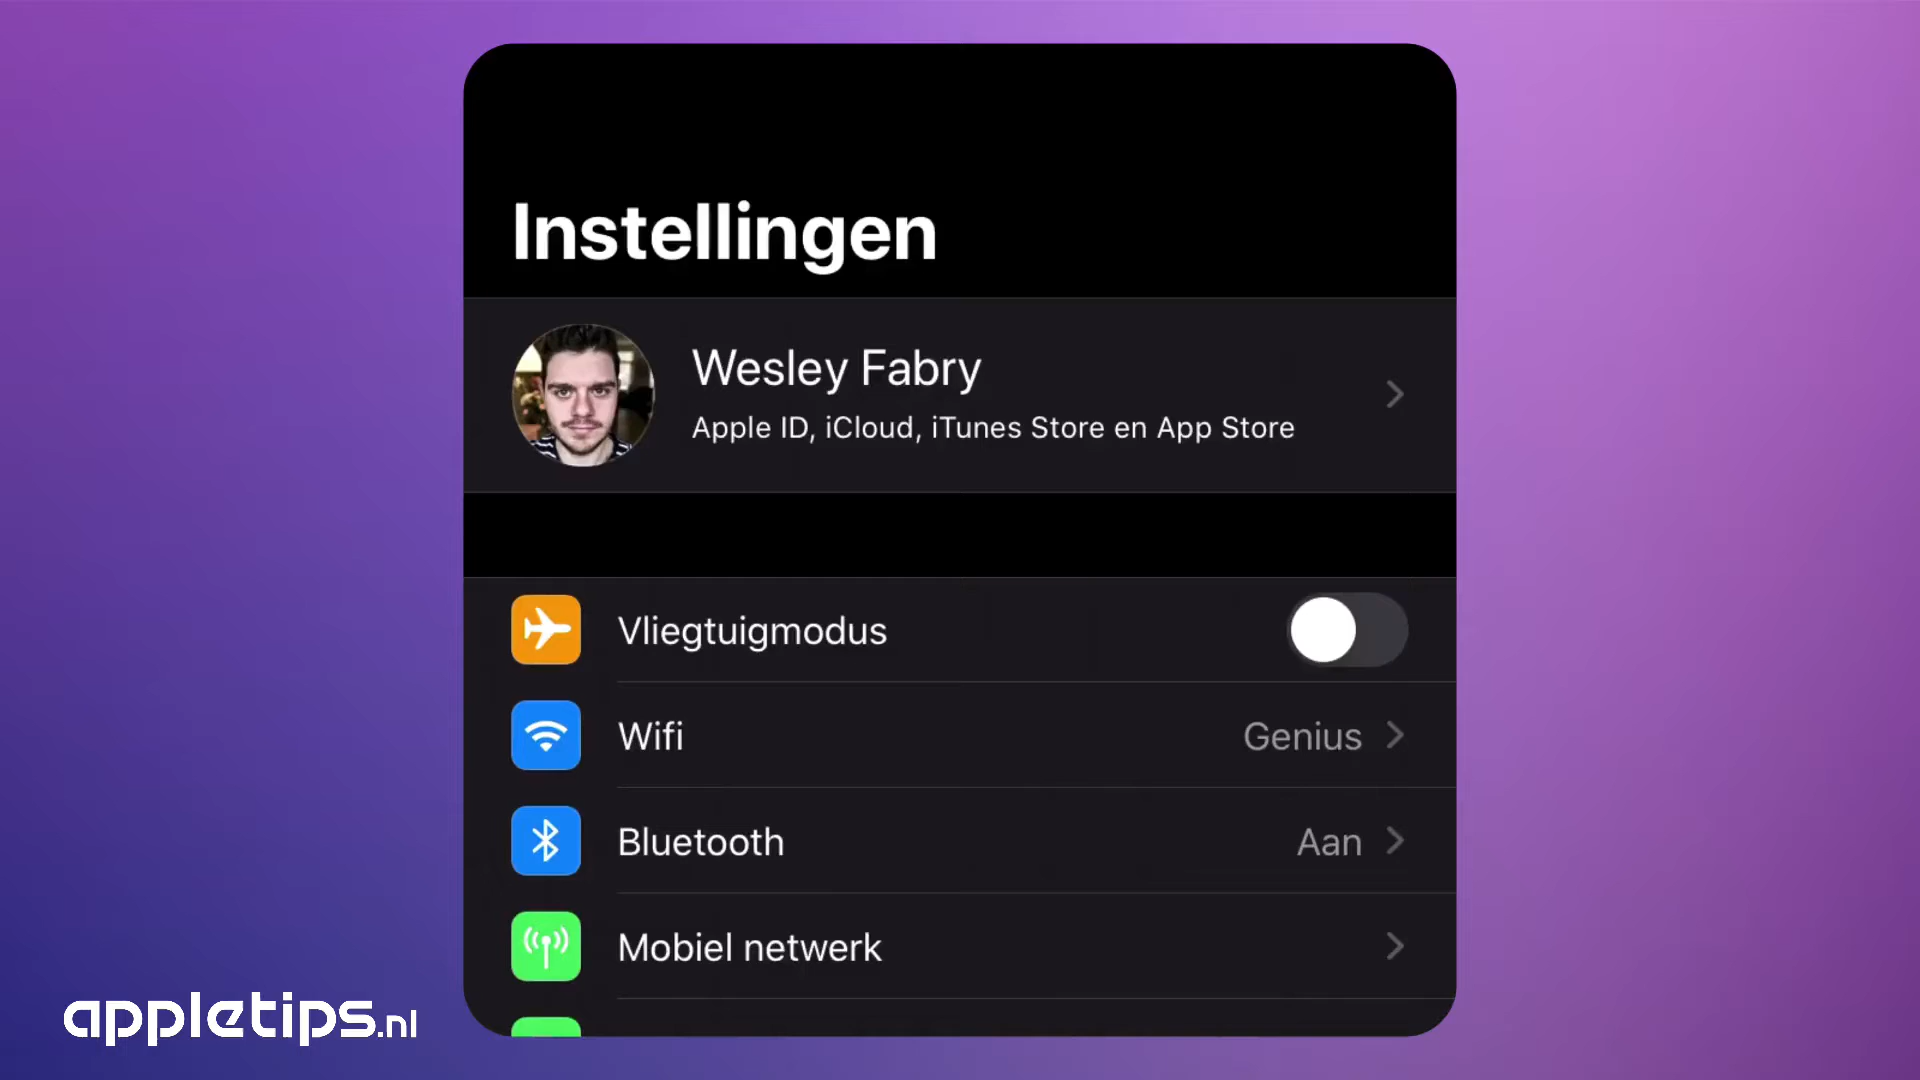 Instellingen
Wesley Fabry
Apple ID, iCloud, iTunes Store en App Store
Vliegtuigmodus
Wifi Genius
Bluetooth Aan
Mobiel netwerk
appletips.nl